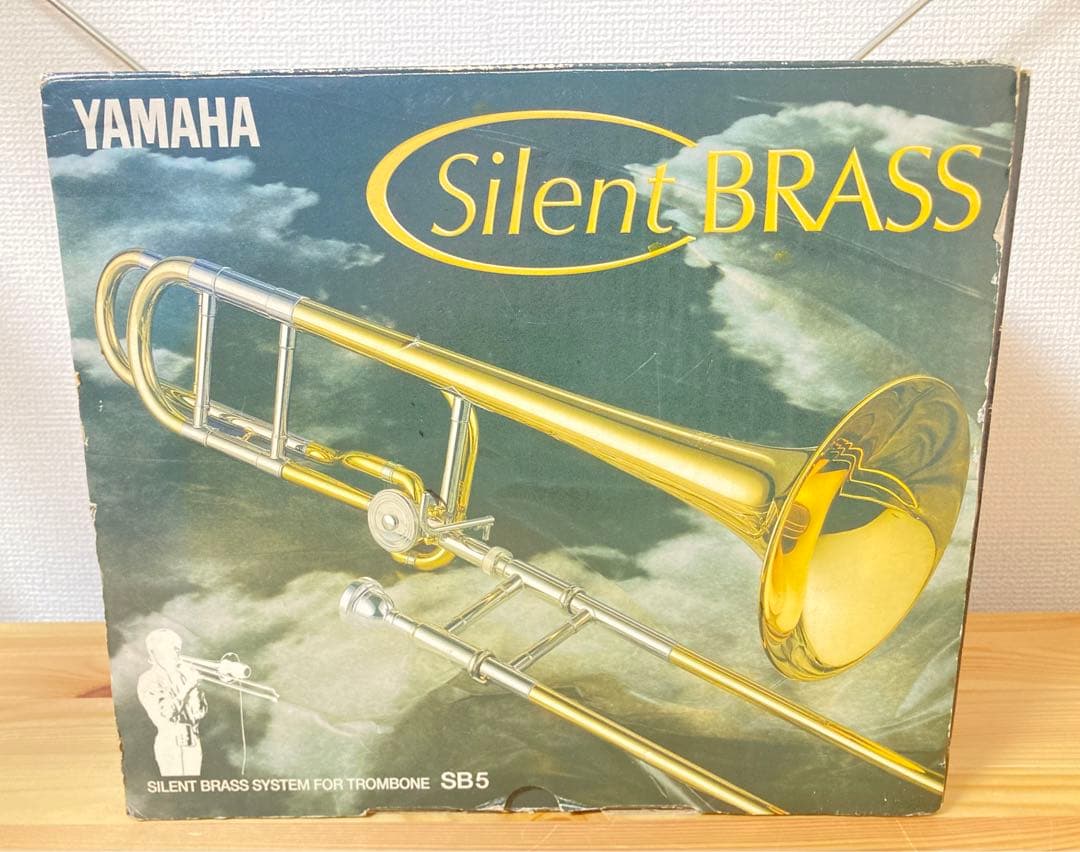 YAMAHA
Silent BRASS
SILENT BRASS SYSTEM FOR TROMBONE SB5